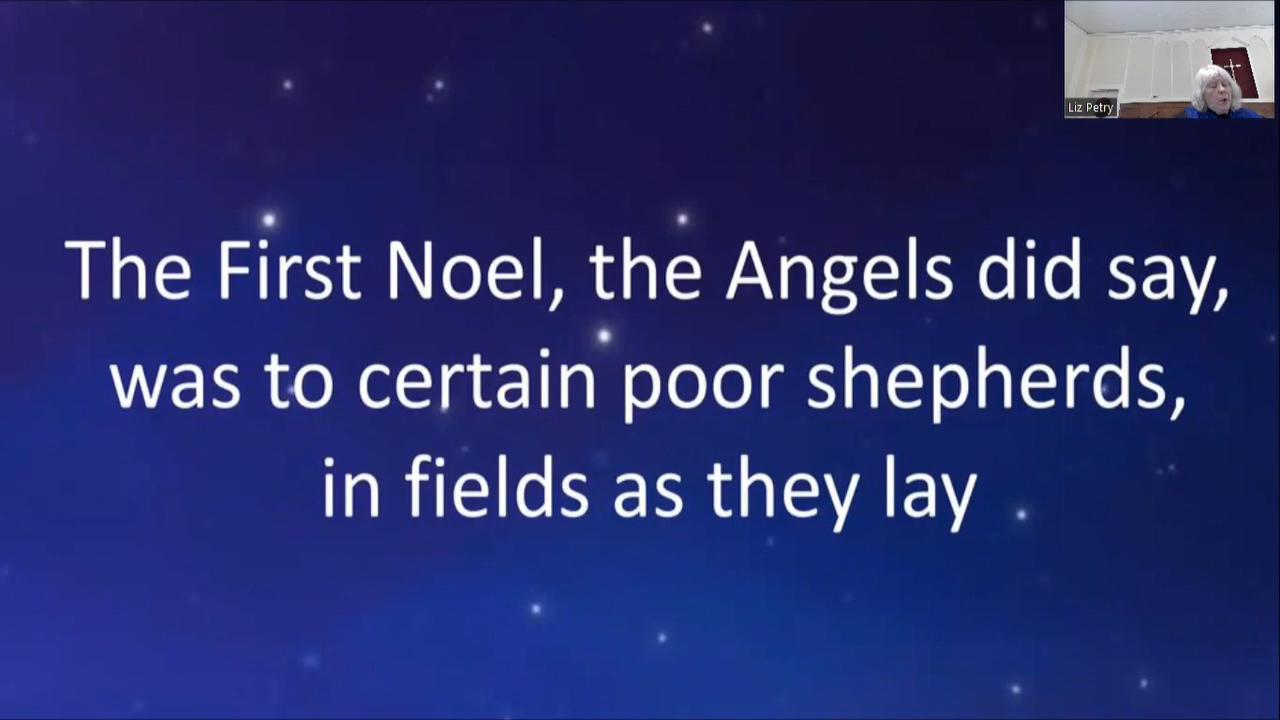 Liz Petry
The First Noel, the Angels did say,
was to certain poor shepherds,
in fields as they lay